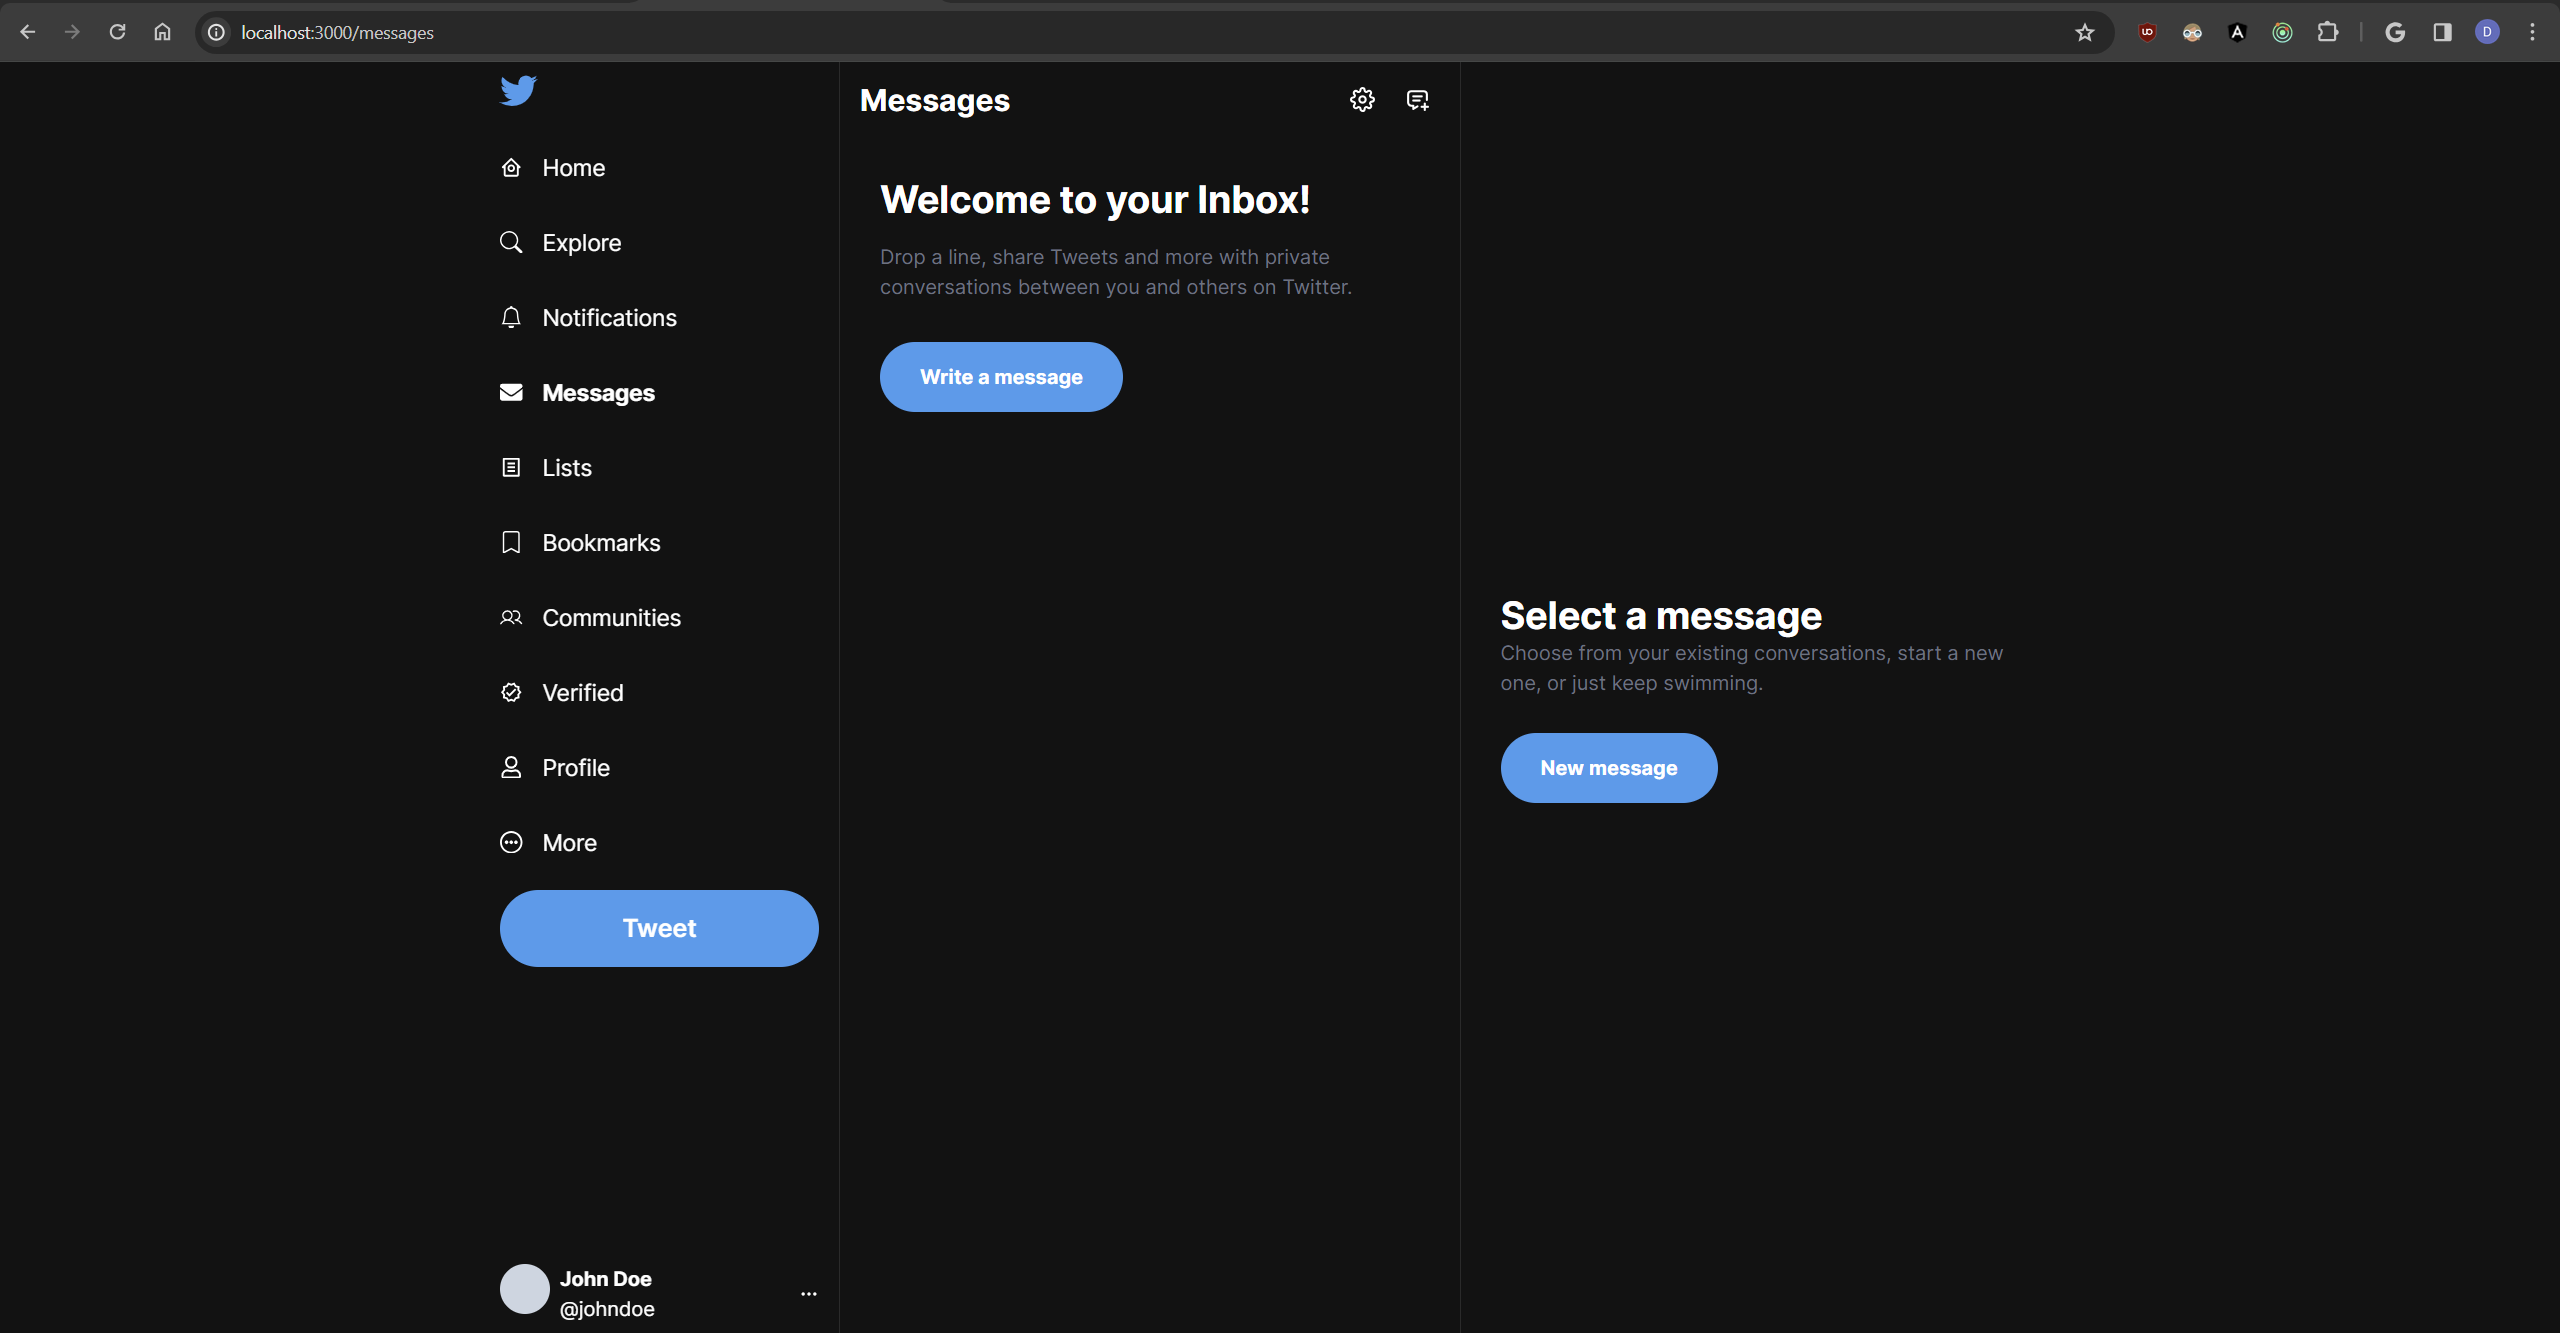 localhost:3000/messages
D
Home
Explore
Notifications
Messages
Lists
Bookmarks
Communities
Verified
Profile
More
Tweet
John Doe
@johndoe
Messages
Welcome to your Inbox!
Drop a line, share Tweets and more with private
conversations between you and others on Twitter.
Write a message
Select a message
Choose from your existing conversations, start a new
one, or just keep swimming.
New message